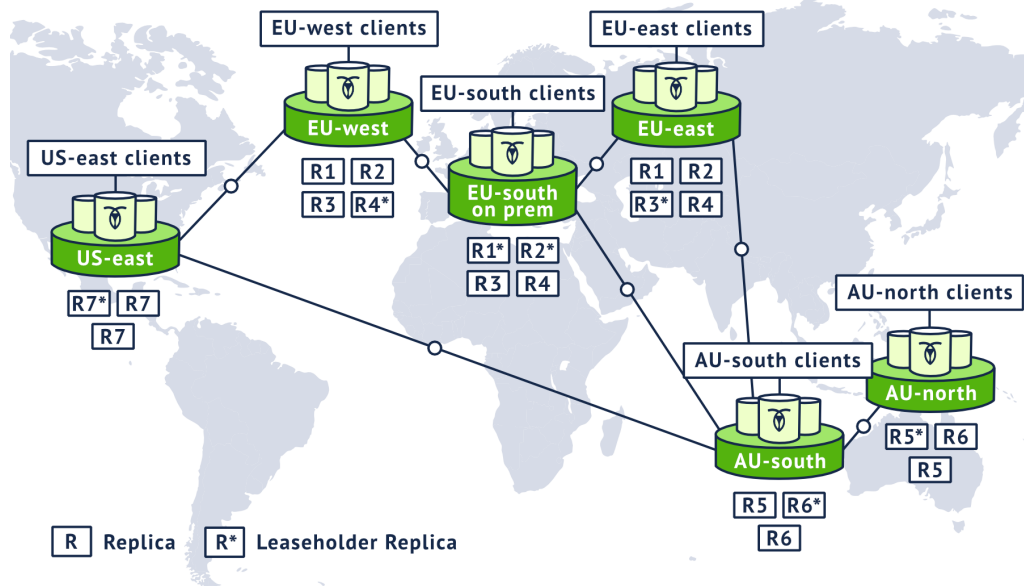 EU-west clients
EU-east clients
EU-south clients
EU-west
EU-east
US-east clients
R1 R2
R3 R4*
EU-south
on prem
R1 R2
R3* R4
US-east
R1* R2*
R3 R4
R7* R7
R7
AU-north clients
AU-south clients
AU-north
R5* R6
R5
AU-south
R5 R6*
R6
R Replica R* Leaseholder Replica